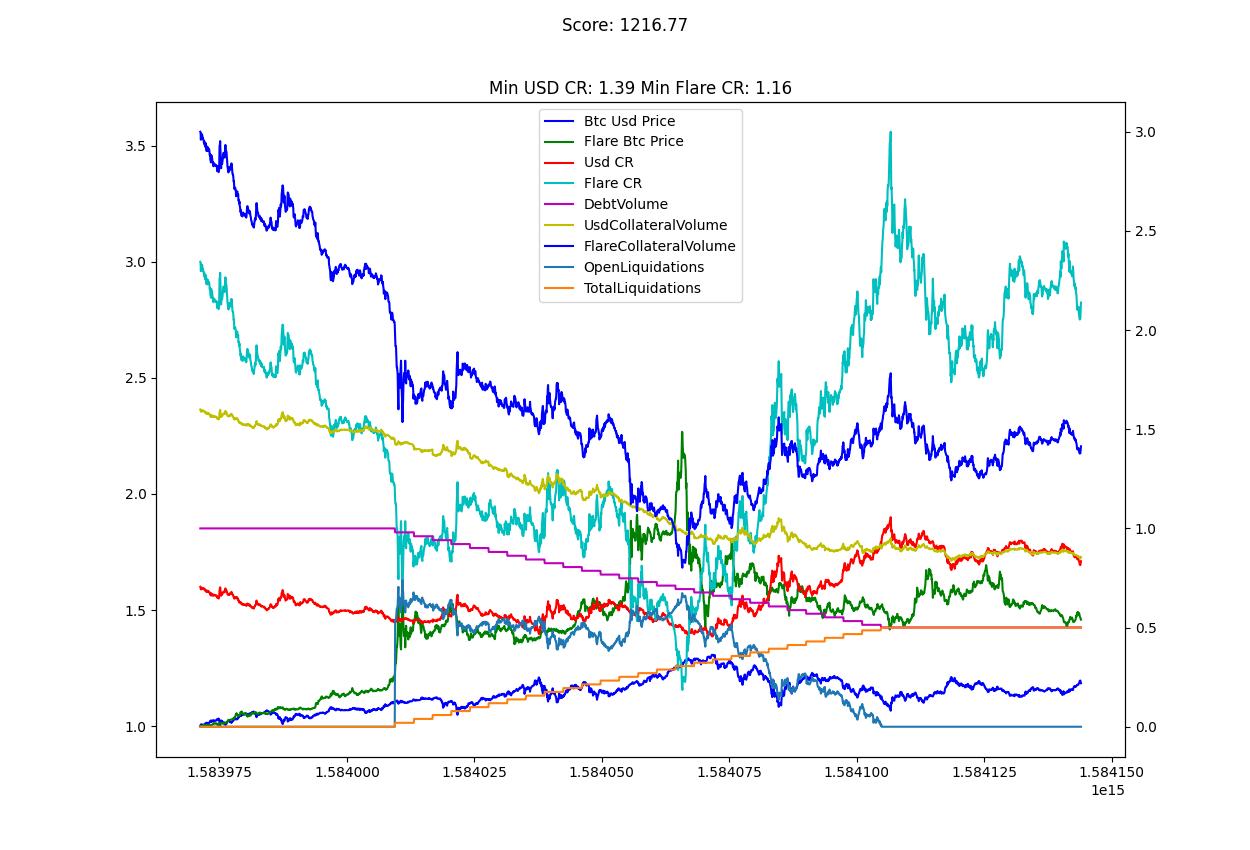 Score: 1216.77
Min USD CR: 1.39 Min Flare CR: 1.16
Btc Usd Price
Flare Btc Price
Usd CR
Flare CR
DebtVolume
UsdCollateralVolume
FlareCollateralVolume
OpenLiquidations
TotalLiquidations
3.5
3.0
2.5
2.0
1.5
1.0
3.0
2.5
2.0
1.5
1.0
0.5
0.0
1.583975 1.584000 1.584025 1.584050 1.584075 1.584100 1.584125 1.584150
1e15